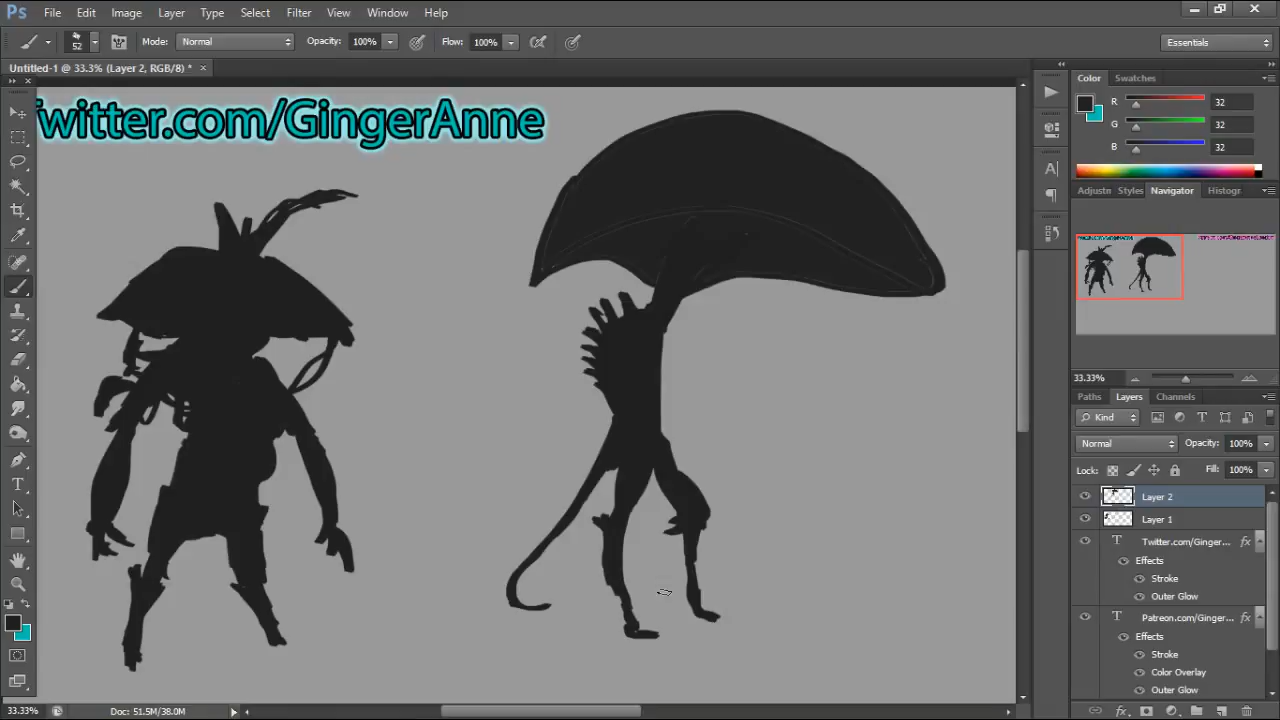 Ps File Edit Image Layer Type Select Filter View Window Help
52 Mode: Normal Opacity: 100% Flow: 100% Essentials
Untitled-1 @ 33.3% (Layer 2, RGB/8) *
Twitter.com/GingerAnne
Color Swatches
R 32
G 32
B 32
Adjustm Styles Navigator Histogr
33.33%
Paths Layers Channels
Kind
Normal Opacity: 100%
Lock: Fill: 100%
Layer 2
Layer 1
T Twitter.com/Ginger... fx
Effects
Stroke
Outer Glow
T Patreon.com/Ginger... fx
Effects
Stroke
Color Overlay
Outer Glow
33.33% Doc: 51.5M/38.0M